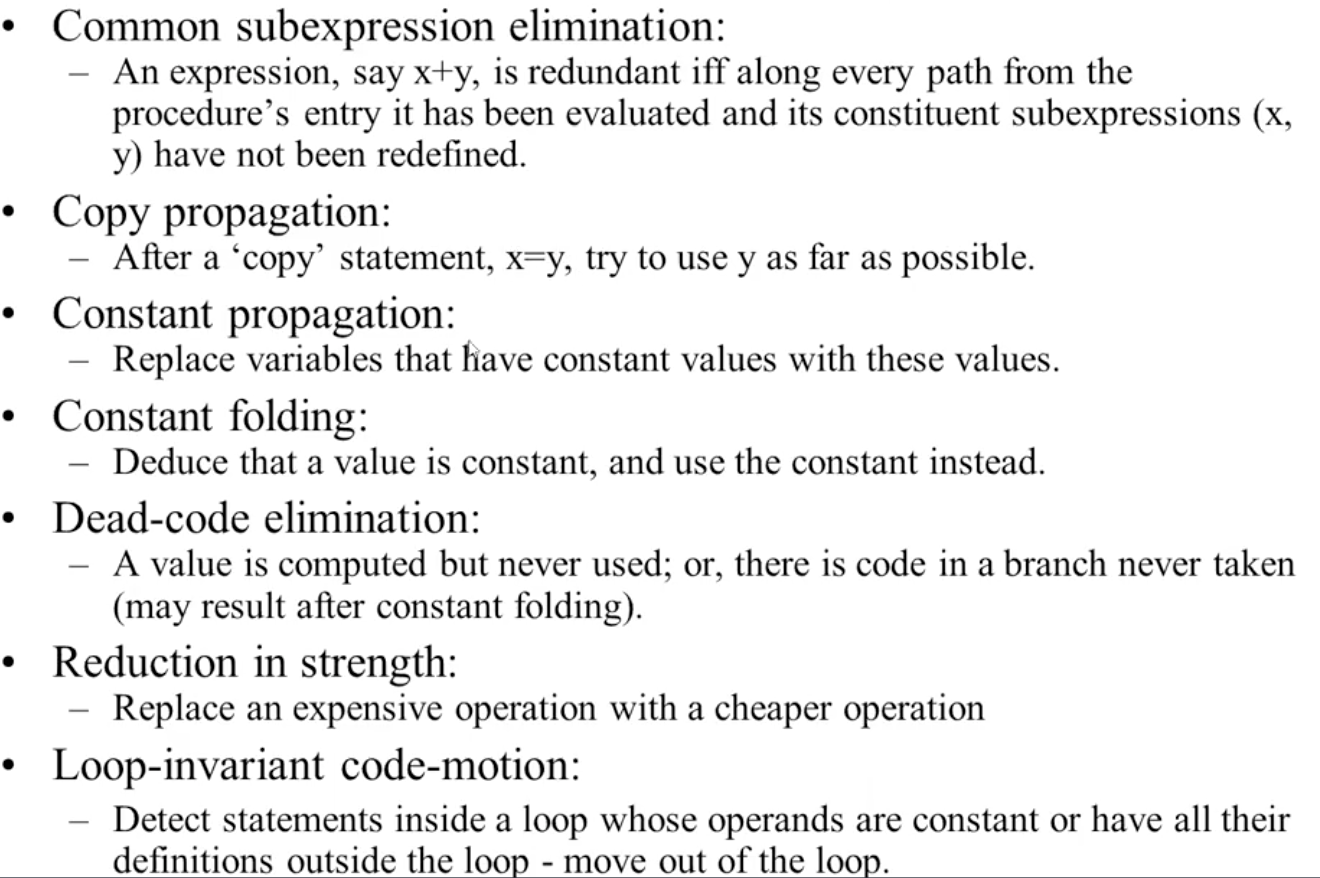 • Common subexpression elimination:
– An expression, say x+y, is redundant iff along every path from the
procedure’s entry it has been evaluated and its constituent subexpressions (x,
y) have not been redefined.
• Copy propagation:
– After a ‘copy’ statement, x=y, try to use y as far as possible.
• Constant propagation:
– Replace variables that have constant values with these values.
• Constant folding:
– Deduce that a value is constant, and use the constant instead.
• Dead-code elimination:
– A value is computed but never used; or, there is code in a branch never taken
(may result after constant folding).
• Reduction in strength:
– Replace an expensive operation with a cheaper operation
• Loop-invariant code-motion:
– Detect statements inside a loop whose operands are constant or have all their
definitions outside the loop - move out of the loop.